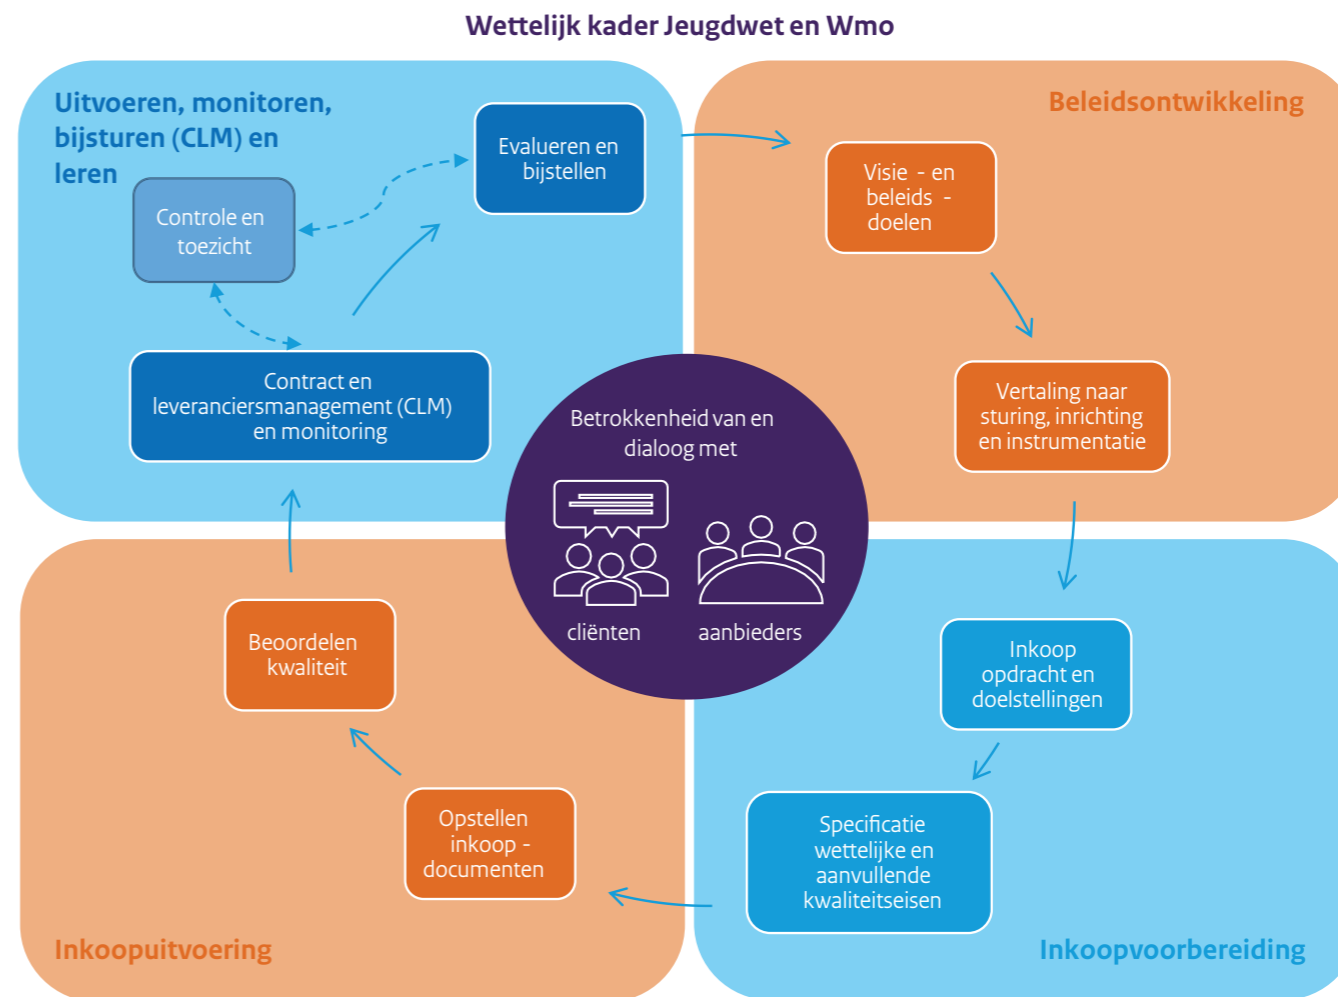 Wettelijk kader Jeugdwet en Wmo
Uitvoeren, monitoren,
bijsturen (CLM) en
leren
Evalueren en
bijstellen
Controle en
toezicht
Contract en
leveranciersmanagement (CLM)
en monitoring
Beleidsontwikkeling
Visie - en
beleids -
doelen
Vertaling naar
sturing, inrichting
en instrumentatie
Betrokkenheid van en
dialoog met
cliënten
aanbieders
Inkoop
opdracht en
doelstellingen
Specificatie
wettelijke en
aanvullende
kwaliteitseisen
Inkoopvoorbereiding
Beoordelen
kwaliteit
Opstellen
inkoop -
documenten
Inkoopuitvoering